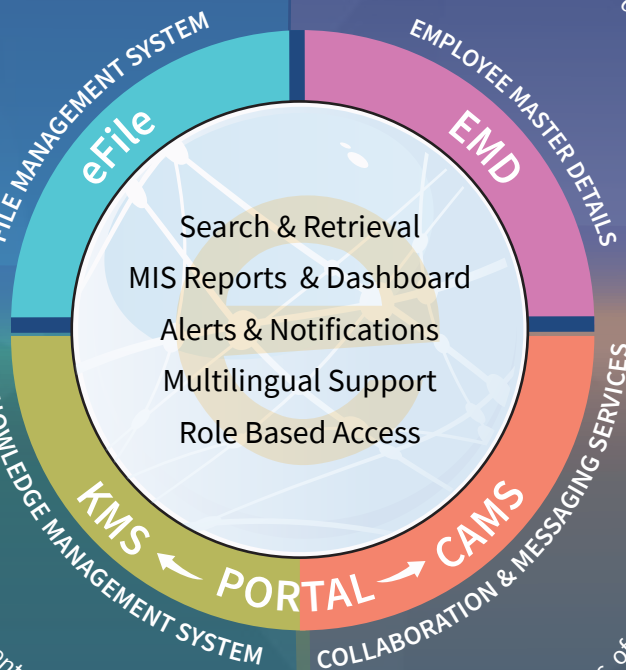 FILE MANAGEMENT SYSTEM
eFile
EMPLOYEE MASTER DETAILS
EMD
Search & Retrieval
MIS Reports & Dashboard
Alerts & Notifications
Multilingual Support
Role Based Access
KMS
PORTAL
CAMS
MANAGEMENT SYSTEM
COLLABORATION & MESSAGING SERVICES
of